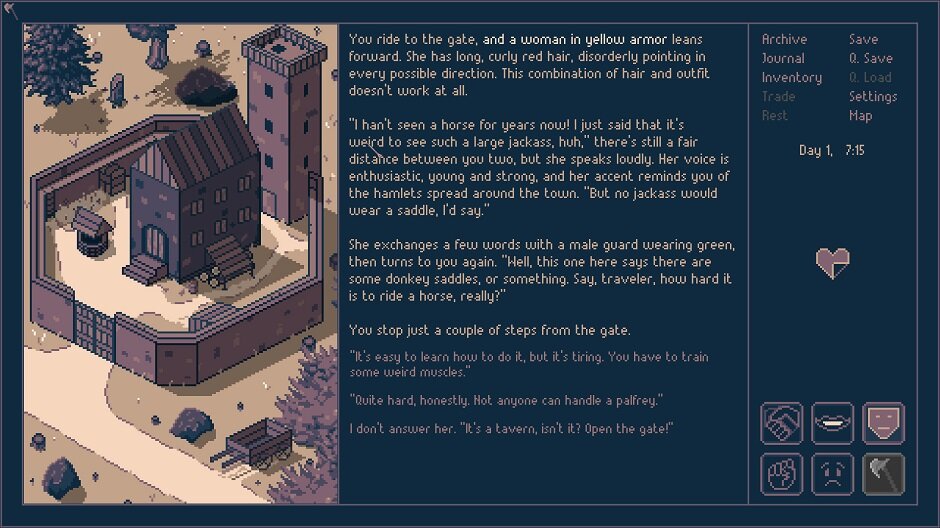 You ride to the gate, and a woman in yellow armor leans
forward. She has long, curly red hair, disorderly pointing in
every possible direction. This combination of hair and outfit
doesn't work at all.
"I han't seen a horse for years now! I just said that it's
weird to see such a large jackass, huh," there's still a fair
distance between you two, but she speaks loudly. Her voice is
enthusiastic, young and strong, and her accent reminds you of
the hamlets spread around the town. "But no jackass would
wear a saddle, I'd say."
She exchanges a few words with a male guard wearing green,
then turns to you again. "Well, this one here says there are
some donkey saddles, or something. Say, traveler, how hard it
is to ride a horse, really?"
You stop just a couple of steps from the gate.
"It's easy to learn how to do it, but it's tiring. You have to train
some weird muscles."
"Quite hard, honestly. Not anyone can handle a palfrey."
I don't answer her. "It's a tavern, isn't it? Open the gate!"
Archive Save
Journal Q. Save
Inventory Q. Load
Trade Settings
Rest Map
Day 1, 7:15